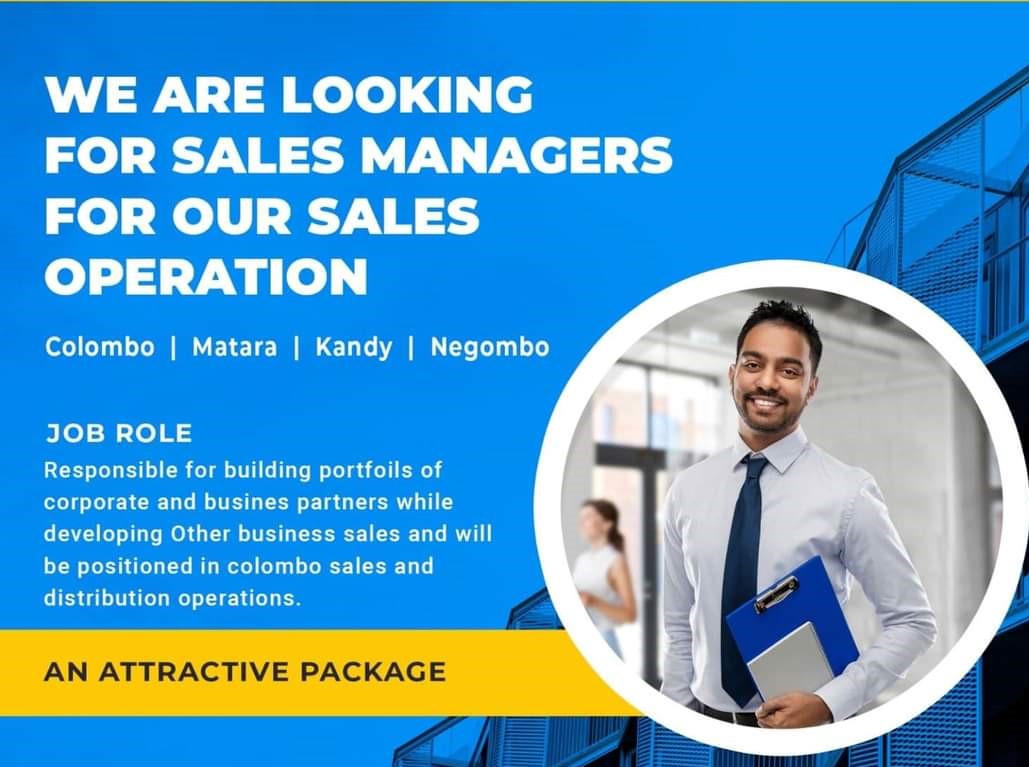 WE ARE LOOKING
FOR SALES MANAGERS
FOR OUR SALES
OPERATION
Colombo | Matara | Kandy | Negombo
JOB ROLE
Responsible for building portfoils of
corporate and busines partners while
developing Other business sales and will
be positioned in colombo sales and
distribution operations.
AN ATTRACTIVE PACKAGE